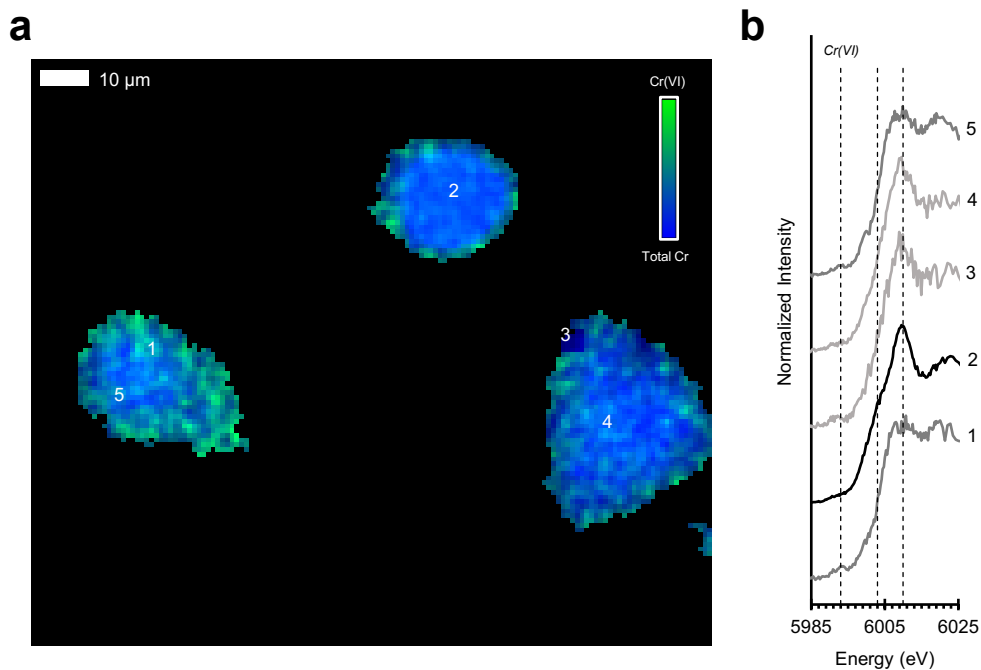 a
10 µm
Cr(VI)
Total Cr
2
1
5
3
4
b
Cr(VI)
5
4
3
2
1
Normalized Intensity
5985 6005 6025
Energy (eV)